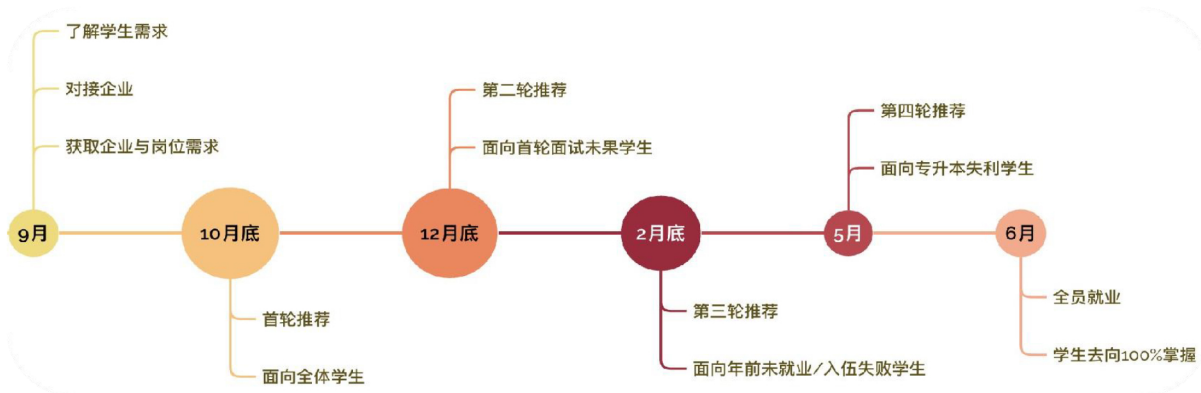 9月
了解学生需求
对接企业
获取企业与岗位需求
10月底
首轮推荐
面向全体学生
12月底
第二轮推荐
面向首轮面试未果学生
2月底
第三轮推荐
面向年前未就业/入伍失败学生
5月
第四轮推荐
面向专升本失利学生
6月
全员就业
学生去向100%掌握